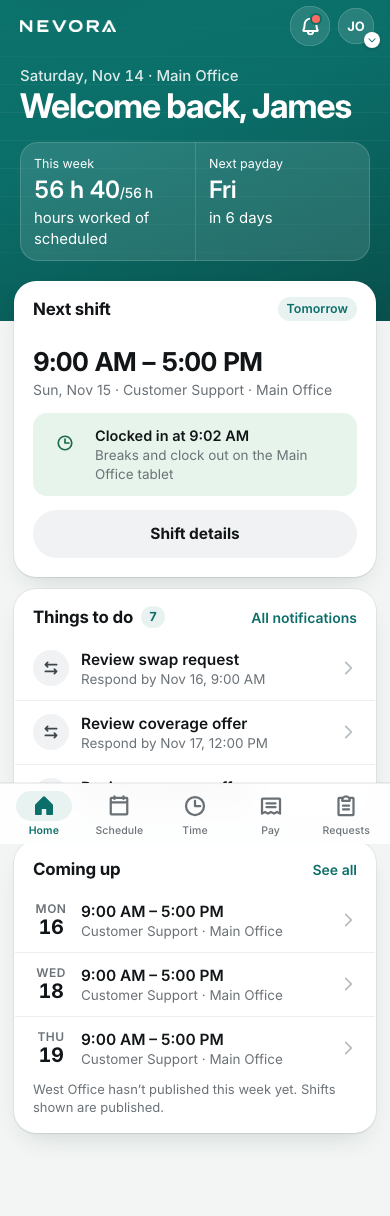 NEVORA
JO
Saturday, Nov 14 · Main Office
Welcome back, James
This week
56 h 40/56 h
hours worked of
scheduled
Next payday
Fri
in 6 days
Next shift
Tomorrow
9:00 AM – 5:00 PM
Sun, Nov 15 · Customer Support · Main Office
Clocked in at 9:02 AM
Breaks and clock out on the Main
Office tablet
Shift details
Things to do 7
All notifications
Review swap request
Respond by Nov 16, 9:00 AM
Review coverage offer
Respond by Nov 17, 12:00 PM
Home
Schedule
Time
Pay
Requests
Coming up
See all
MON
16
9:00 AM – 5:00 PM
Customer Support · Main Office
WED
18
9:00 AM – 5:00 PM
Customer Support · Main Office
THU
19
9:00 AM – 5:00 PM
Customer Support · Main Office
West Office hasn't published this week yet. Shifts
shown are published.